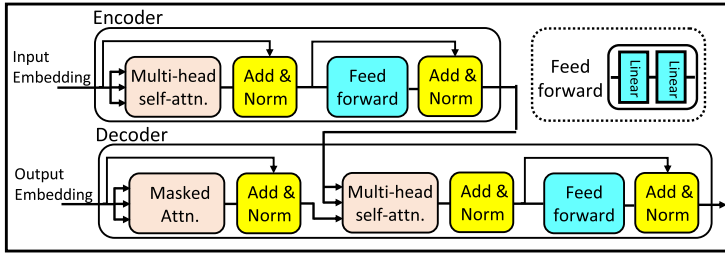 Encoder
Input
Embedding
Multi-head
self-attn.
Add &
Norm
Feed
forward
Add &
Norm
Feed
forward
Linear
Linear
Decoder
Output
Embedding
Masked
Attn.
Add &
Norm
Multi-head
self-attn.
Add &
Norm
Feed
forward
Add &
Norm